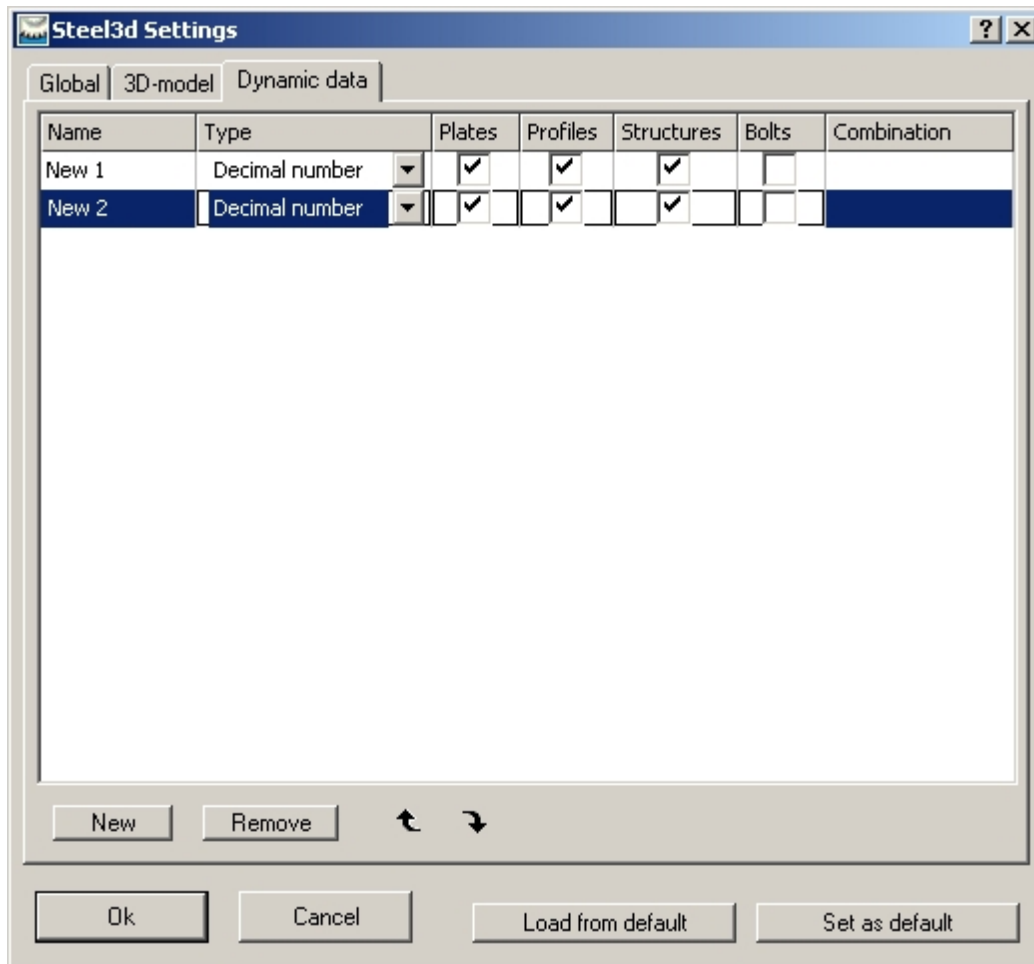 Steel3d Settings
Global 3D-model Dynamic data
Name Type Plates Profiles Structures Bolts Combination
New 1 Decimal number
New 2 Decimal number
New Remove
Ok Cancel Load from default Set as default